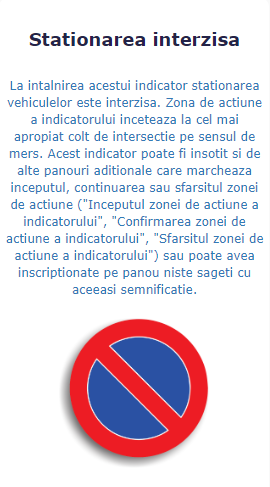 Stationarea interzisa
La intalnirea acestui indicator stationarea
vehiculelor este interzisa. Zona de actiune
a indicatorului inceteaza la cel mai
apropiat colt de intersectie pe sensul de
mers. Acest indicator poate fi insotit si de
alte panouri aditionale care marcheaza
inceputul, continuarea sau sfarsitul zonei
de actiune ("Inceputul zonei de actiune a
indicatorului", "Confirmarea zonei de
actiune a indicatorului", "Sfarsitul zonei de
actiune a indicatorului") sau poate avea
inscriptionate pe panou niste sageti cu
aceeasi semnificatie.